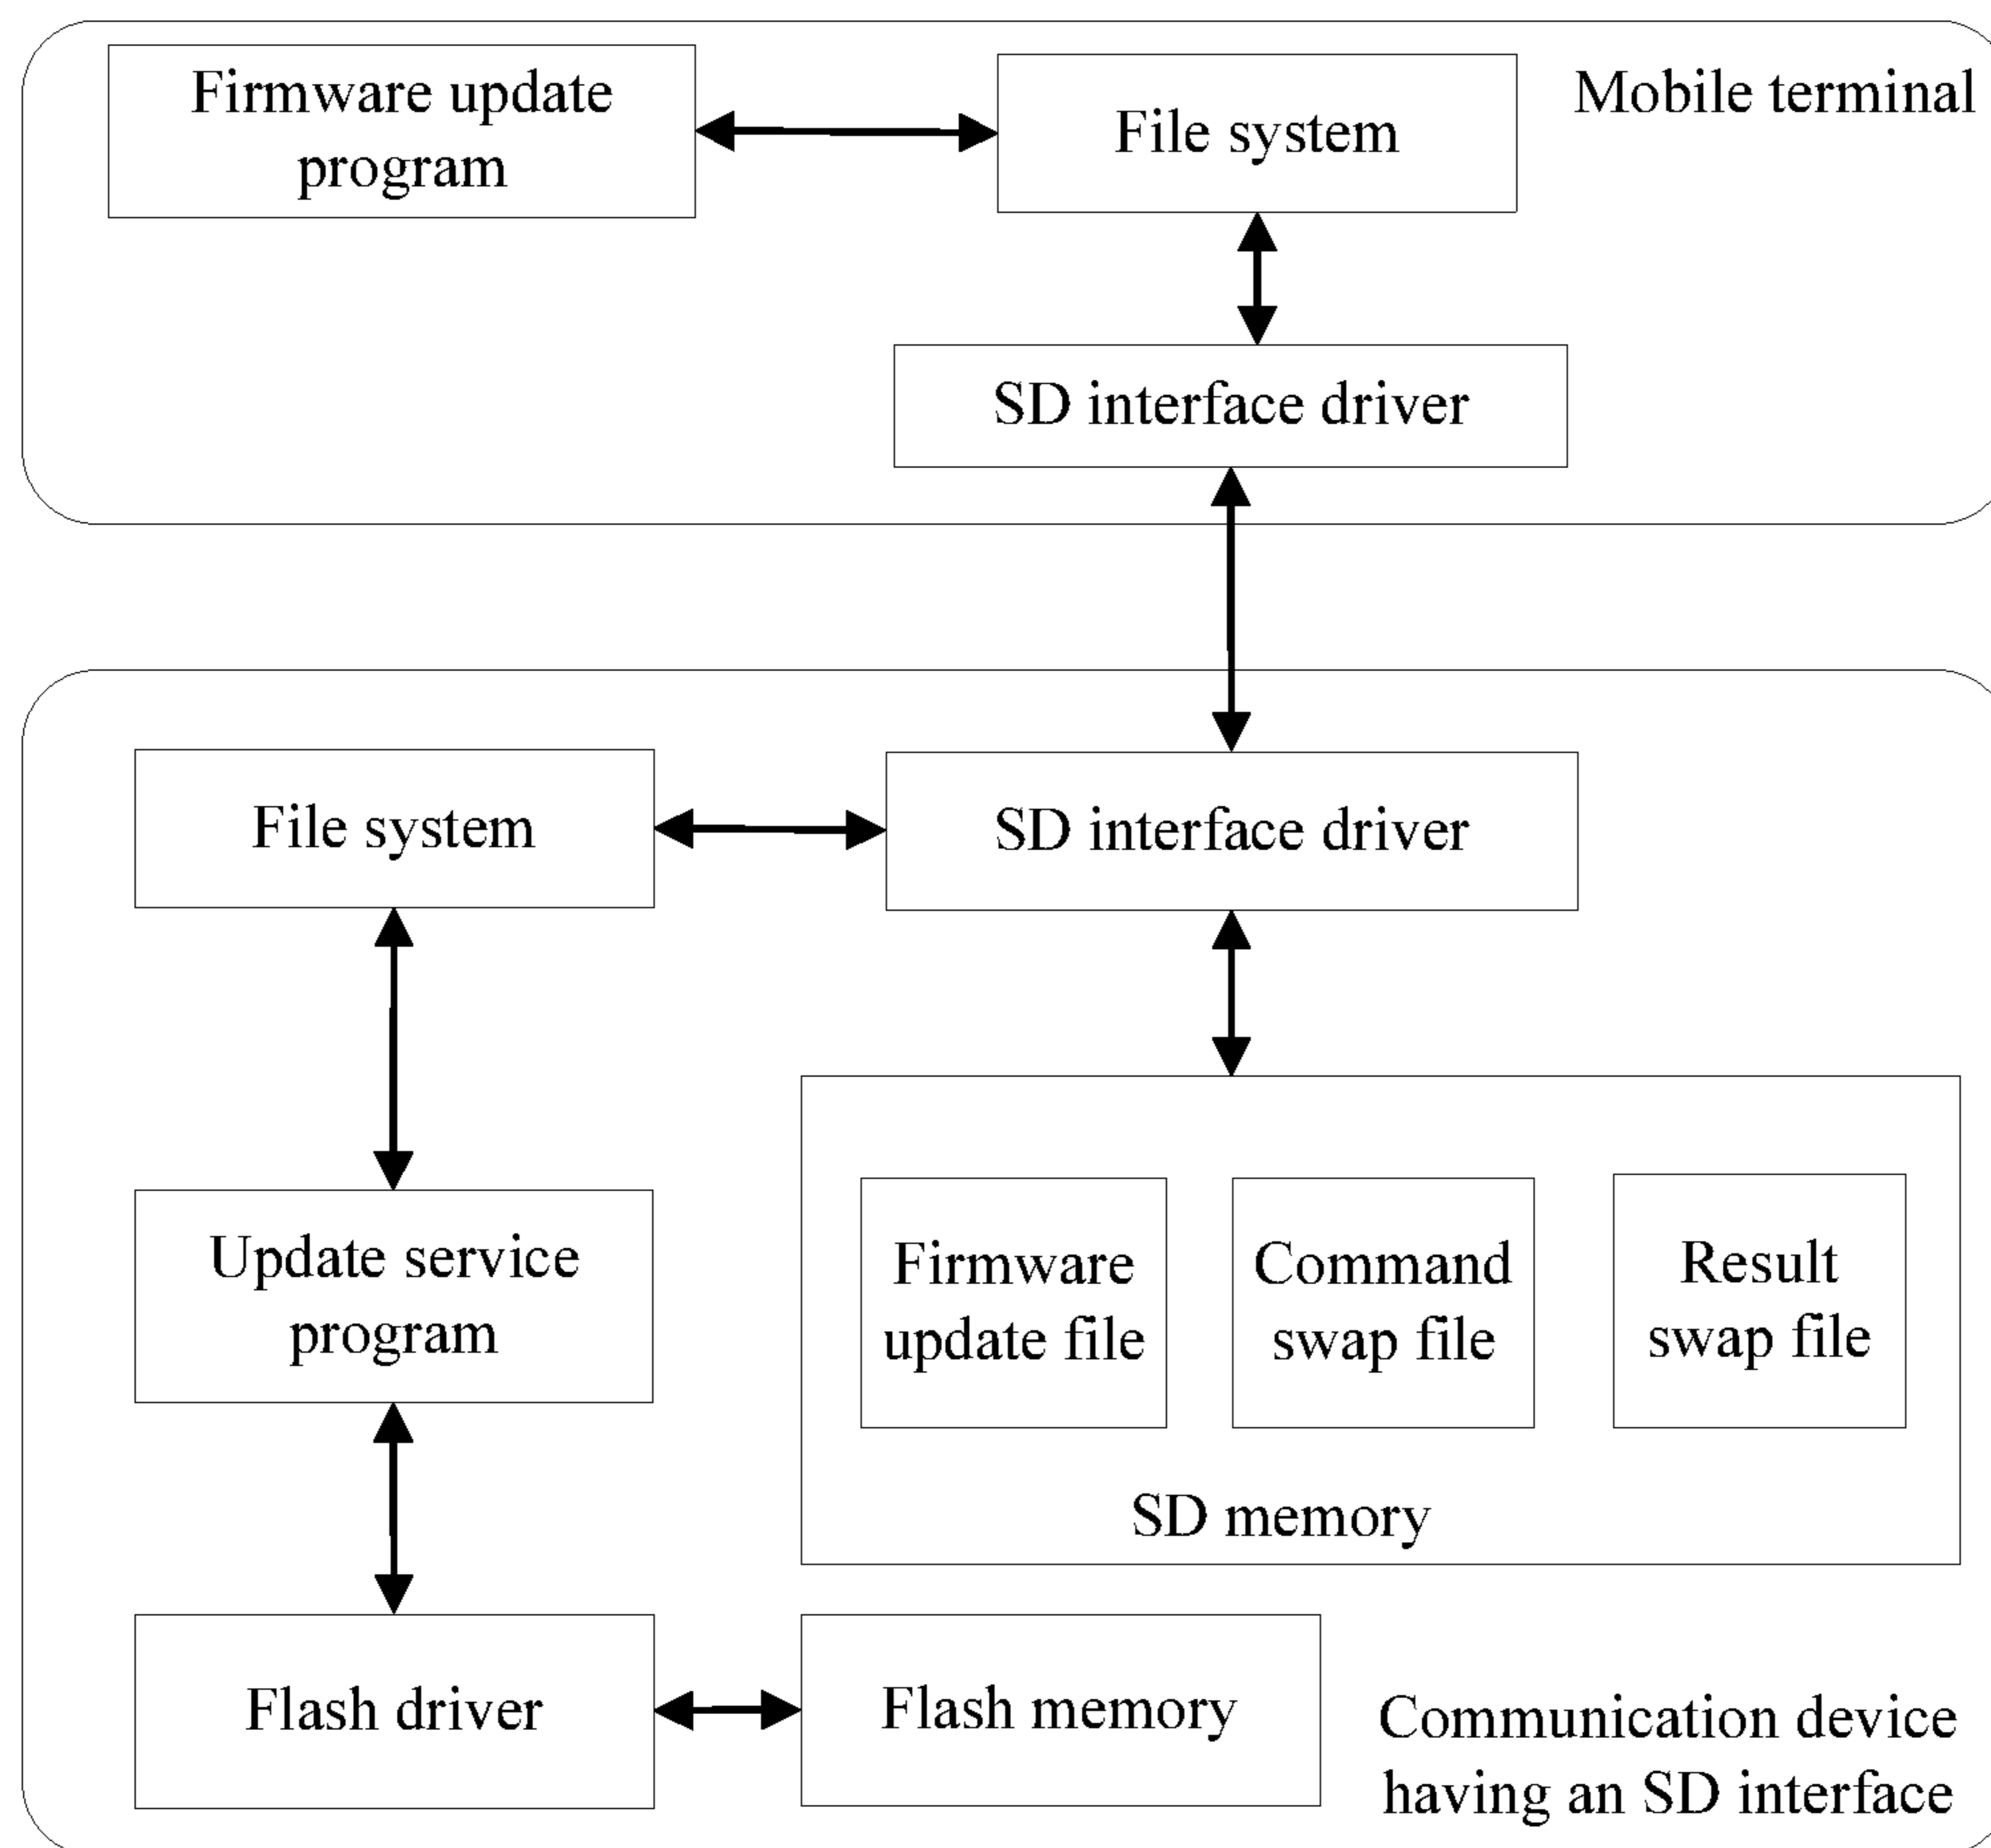 Firmware update
program
File system
Mobile terminal
SD interface driver
File system
SD interface driver
Update service
program
Firmware
update file
Command
swap file
Result
swap file
SD memory
Flash driver
Flash memory
Communication device
having an SD interface